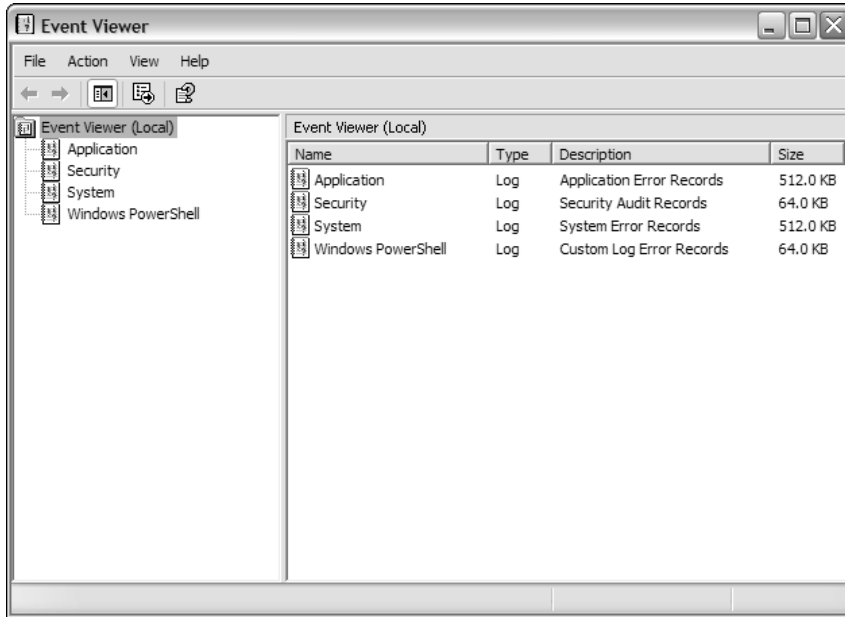 Event Viewer
File Action View Help
Event Viewer (Local)
Application
Security
System
Windows PowerShell
Event Viewer (Local)
Name Type Description Size
Application Log Application Error Records 512.0 KB
Security Log Security Audit Records 64.0 KB
System Log System Error Records 512.0 KB
Windows PowerShell Log Custom Log Error Records 64.0 KB